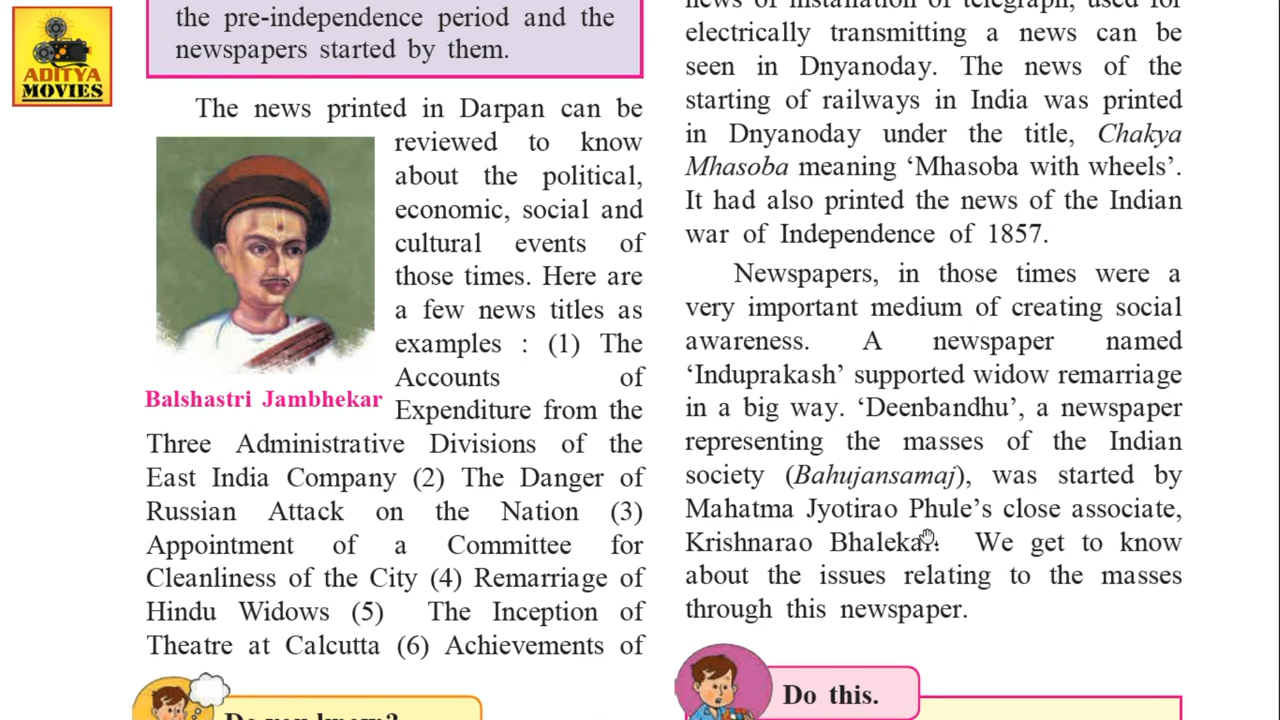 ADITYA
MOVIES
the pre-independence period and the
newspapers started by them.
The news printed in Darpan can be
reviewed to know
about the political,
economic, social and
cultural events of
those times. Here are
a few news titles as
examples : (1) The
Accounts of
Expenditure from the
Balshastri Jambhekar
Three Administrative Divisions of the
East India Company (2) The Danger of
Russian Attack on the Nation (3)
Appointment of a Committee for
Cleanliness of the City (4) Remarriage of
Hindu Widows (5) The Inception of
Theatre at Calcutta (6) Achievements of
Do you know?
news of installation of telegraph, used for
electrically transmitting a news can be
seen in Dnyanoday. The news of the
starting of railways in India was printed
in Dnyanoday under the title, Chakya
Mhasoba meaning ‘Mhasoba with wheels’.
It had also printed the news of the Indian
war of Independence of 1857.
Newspapers, in those times were a
very important medium of creating social
awareness. A newspaper named
‘Induprakash’ supported widow remarriage
in a big way. ‘Deenbandhu’, a newspaper
representing the masses of the Indian
society (Bahujansamaj), was started by
Mahatma Jyotirao Phule’s close associate,
Krishnarao Bhalekar. We get to know
about the issues relating to the masses
through this newspaper.
Do this.